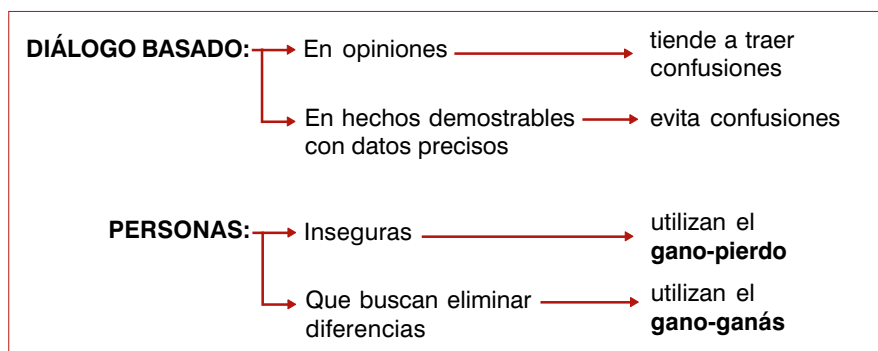 DIÁLOGO BASADO: En opiniones tiende a traer
confusiones
En hechos demostrables evita confusiones
con datos precisos
PERSONAS: Inseguras utilizan el
gano-pierdo
Que buscan eliminar utilizan el
diferencias gano-ganás